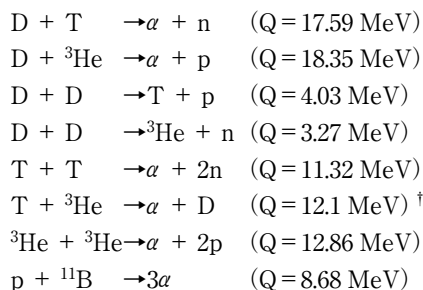 D + T →α + n (Q=17.59 MeV)
D + ³He →α + p (Q=18.35 MeV)
D + D →T + p (Q=4.03 MeV)
D + D →³He + n (Q=3.27 MeV)
T + T →α + 2n (Q=11.32 MeV)
T + ³He→α + D (Q=12.1 MeV) †
³He + ³He→α + 2p (Q=12.86 MeV)
p + ¹¹B →3α (Q=8.68 MeV)